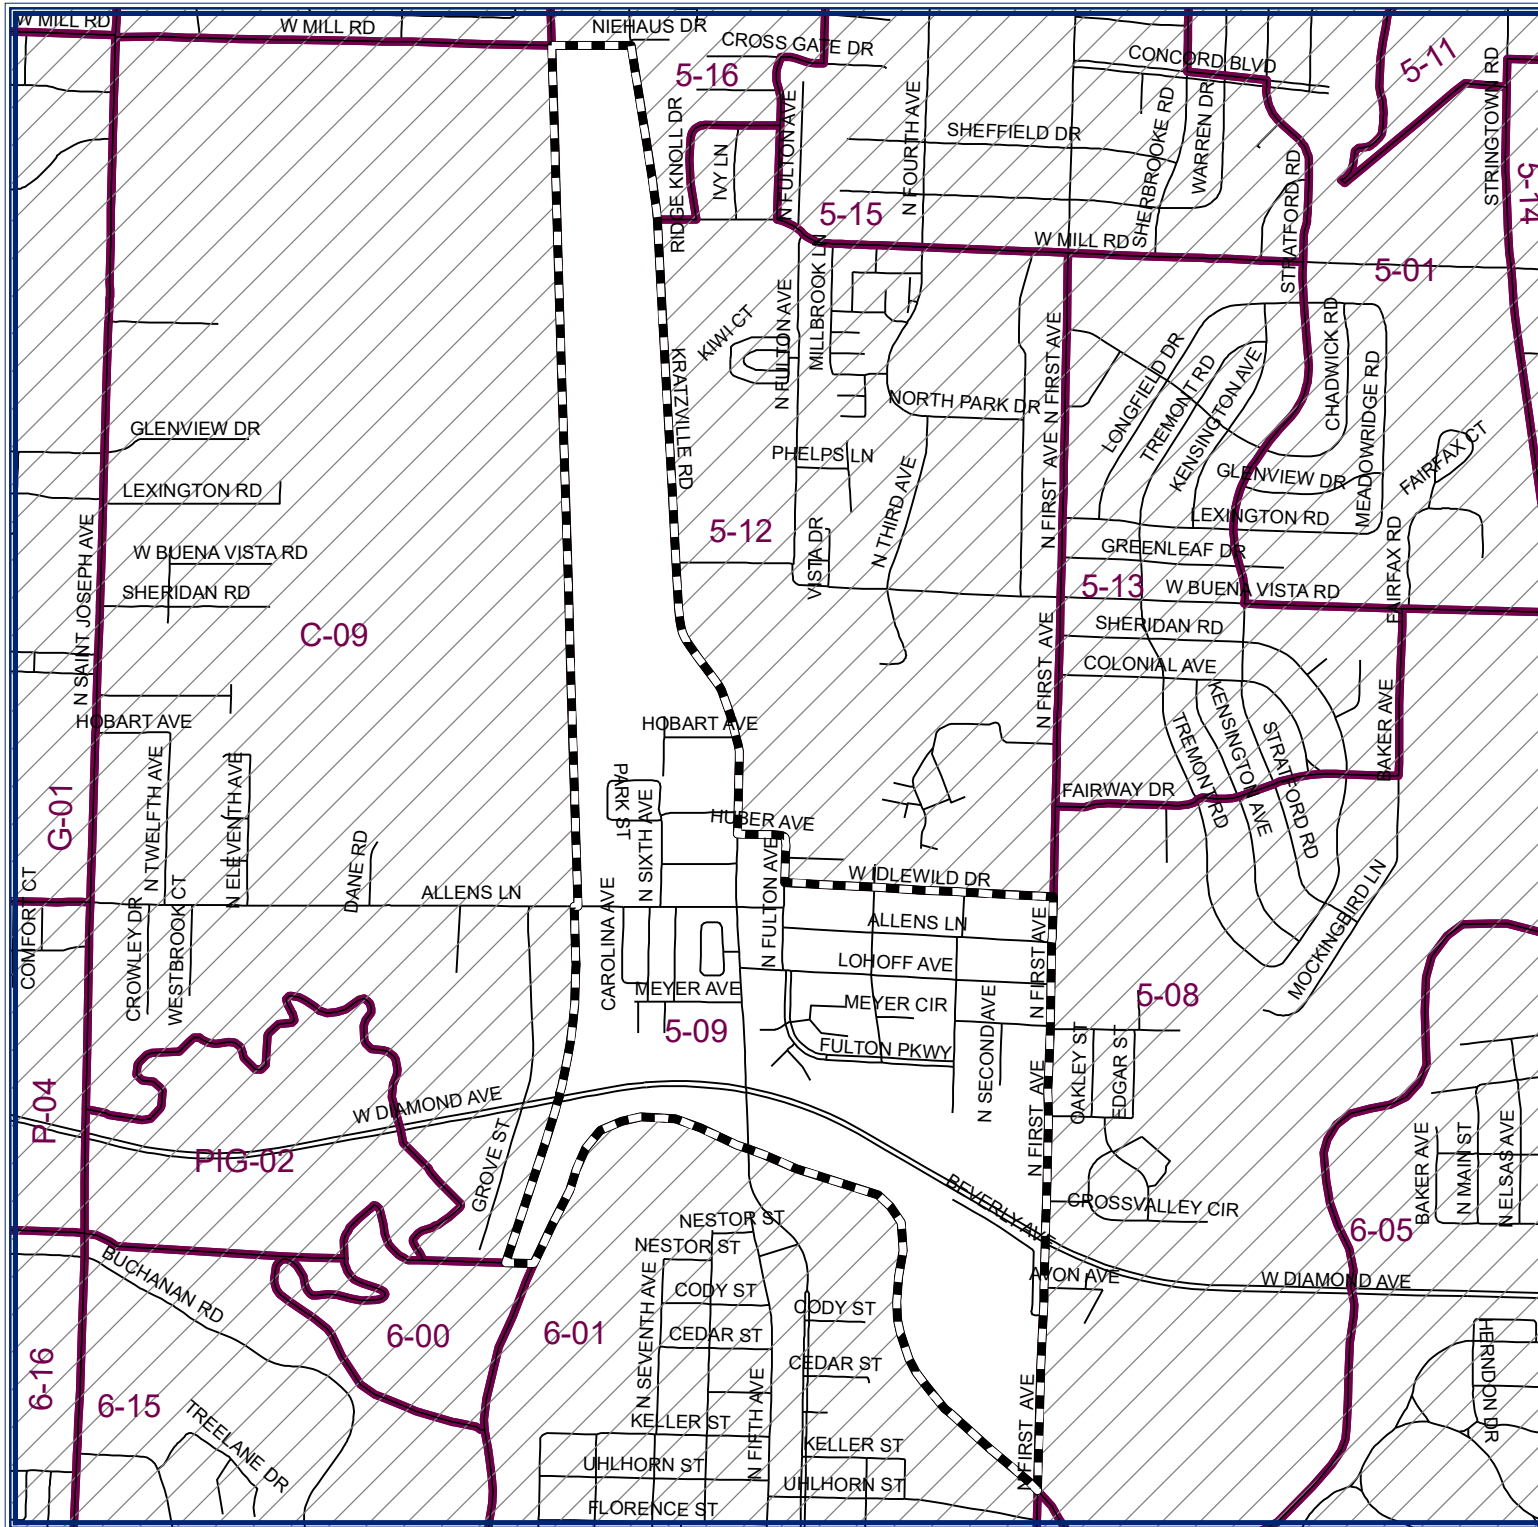 W MILL RD
W MILL RD
NIEHAUS DR
CROSS GATE DR
5-16
CONCORD BLVD
5-11
STRINGTOWN RD
RIDGE KNOLL DR
IVY LN
N FULTON AVE
N FOURTH AVE
SHEFFIELD DR
SHERBROOKE RD
WARREN DR
STRATFORD RD
5-14
5-15
W MILL RD
5-01
MILLBROOK LN
N FULTON AVE
KIWI CT
KRATZVILLE RD
N FIRST AVE
LONGFIELD DR
TREMONT RD
KENSINGTON AVE
CHADWICK RD
MEADOWRIDGE RD
NORTH PARK DR
GLENVIEW DR
PHELPS LN
N THIRD AVE
N FIRST AVE
GLENVIEW DR
FAIRFAX CT
LEXINGTON RD
LEXINGTON RD
5-12
VISTA DR
GREENLEAF DR
N SAINT JOSEPH AVE
W BUENA VISTA RD
SHERIDAN RD
5-13
W BUENA VISTA RD
FAIRFAX RD
C-09
N FIRST AVE
SHERIDAN RD
COLONIAL AVE
BAKER AVE
HOBART AVE
HOBART AVE
TREMONT RD
KENSINGTON AVE
STRATFORD RD
G-01
N TWELFTH AVE
N ELEVENTH AVE
PARK ST
N SIXTH AVE
HUBER AVE
FAIRWAY DR
DANE RD
ALLENS LN
N FULTON AVE
W IDLEWILD DR
COMFORT CT
CROWLEY DR
WESTBROOK CT
CAROLINA AVE
ALLENS LN
LOHOFF AVE
N FIRST AVE
MOCKINGBIRD LN
MEYER AVE
MEYER CIR
5-09
5-08
FULTON PKWY
N SECOND AVE
OAKLEY ST
EDGAR ST
P-04
W DIAMOND AVE
PIG-02
GROVE ST
N FIRST AVE
BAKER AVE
N MAIN ST
N ELSAS AVE
BEVERLY AVE
CROSSVALLEY CIR
6-05
NESTOR ST
NESTOR ST
BUCHANAN RD
AVON AVE
W DIAMOND AVE
N SEVENTH AVE
CODY ST
CODY ST
6-00
6-01
CEDAR ST
CEDAR ST
HERNDON DR
6-16
6-15
N FIFTH AVE
N FIRST AVE
TREELANE DR
KELLER ST
KELLER ST
UHLHORN ST
UHLHORN ST
FLORENCE ST